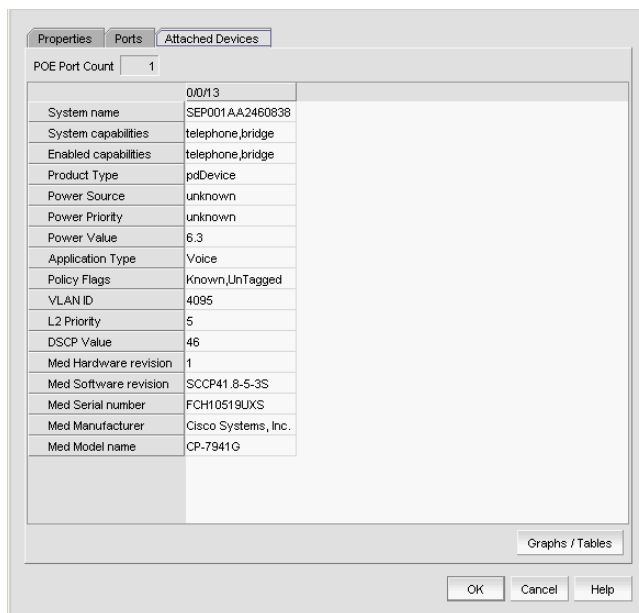 Properties Ports Attached Devices
POE Port Count 1
0/0/13
System name SEP001AA2460838
System capabilities telephone,bridge
Enabled capabilities telephone,bridge
Product Type pdDevice
Power Source unknown
Power Priority unknown
Power Value 6.3
Application Type Voice
Policy Flags Known,UnTagged
VLAN ID 4095
L2 Priority 5
DSCP Value 46
Med Hardware revision 1
Med Software revision SCCP41.8-5-3S
Med Serial number FCH10519UXS
Med Manufacturer Cisco Systems, Inc.
Med Model name CP-7941G
Graphs / Tables
OK Cancel Help